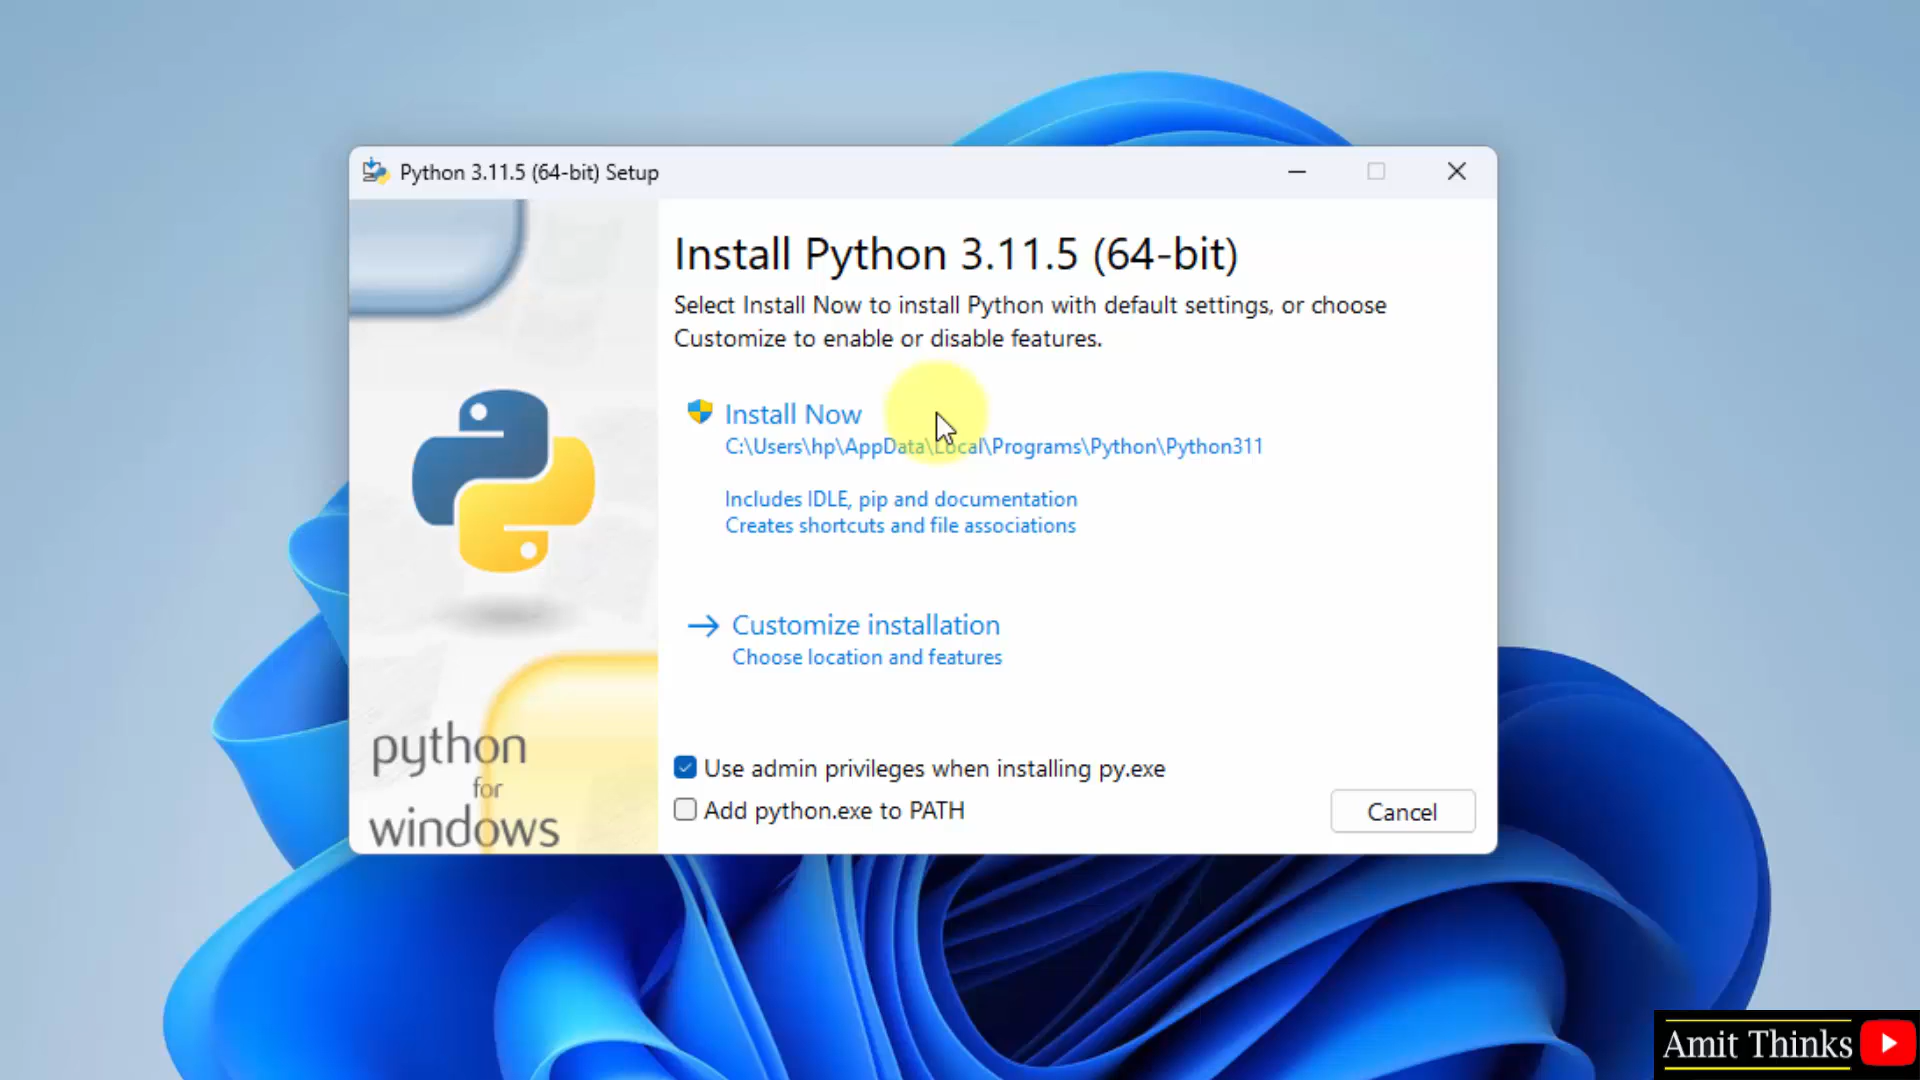 Python 3.11.5 (64-bit) Setup
Install Python 3.11.5 (64-bit)
Select Install Now to install Python with default settings, or choose
Customize to enable or disable features.
Install Now
C:\Users\hp\AppData\Local\Programs\Python\Python311
Includes IDLE, pip and documentation
Creates shortcuts and file associations
Customize installation
Choose location and features
python
for
windows
Use admin privileges when installing py.exe
Add python.exe to PATH
Cancel
Amit Thinks